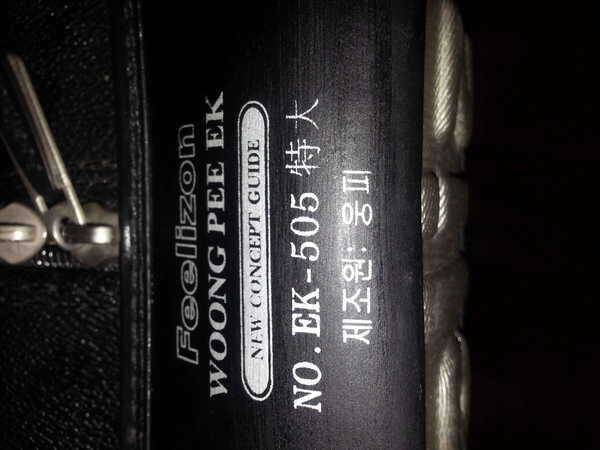 Feelizon
WOONG PEE EK
NEW CONCEPT GUIDE
NO.EK-505 特大
제조원: 웅피